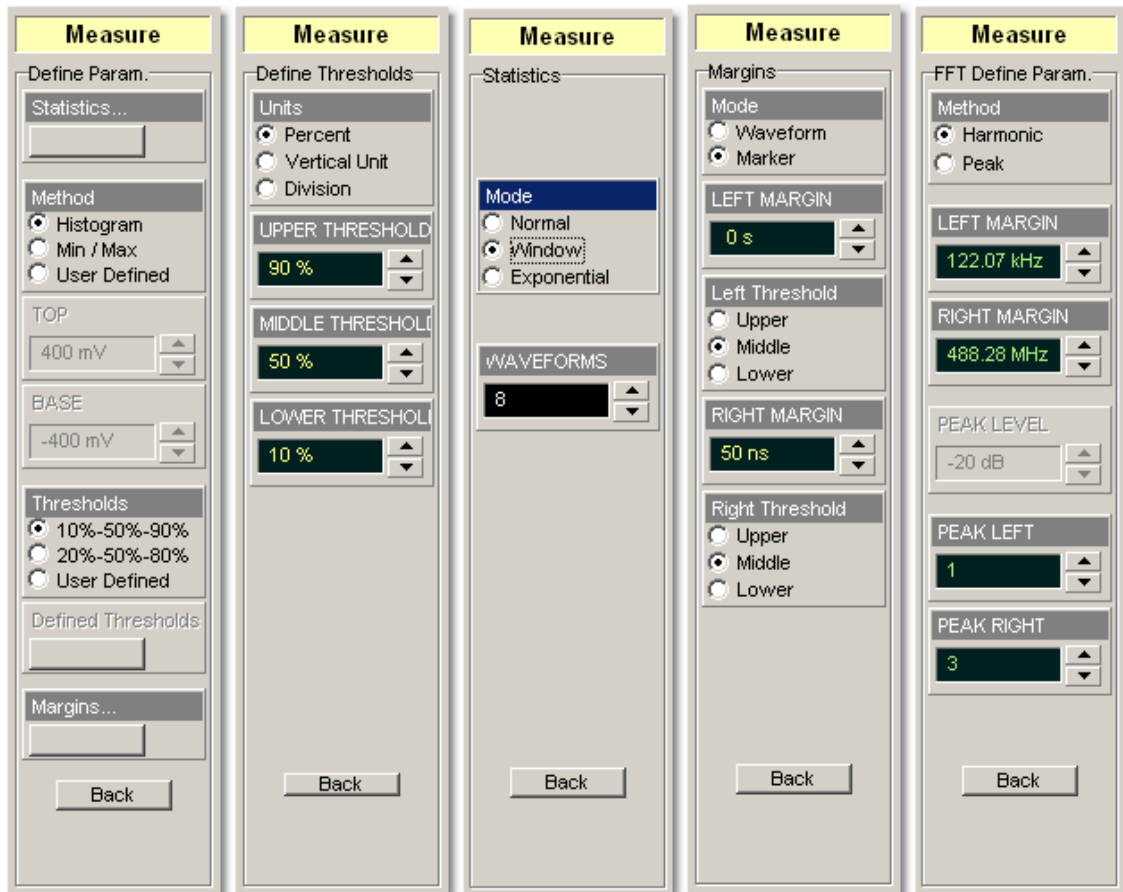 Measure
Define Param.
Statistics...
Method
Histogram
Min / Max
User Defined
TOP
400 mV
BASE
-400 mV
Thresholds
10%-50%-90%
20%-50%-80%
User Defined
Defined Thresholds
Margins...
Back
Measure
Define Thresholds
Units
Percent
Vertical Unit
Division
UPPER THRESHOLD
90 %
MIDDLE THRESHOLD
50 %
LOWER THRESHOL
10 %
Back
Measure
Statistics
Mode
Normal
Window
Exponential
WAVEFORMS
8
Back
Measure
Margins
Mode
Waveform
Marker
LEFT MARGIN
0 s
Left Threshold
Upper
Middle
Lower
RIGHT MARGIN
50 ns
Right Threshold
Upper
Middle
Lower
Back
Measure
FFT Define Param.
Method
Harmonic
Peak
LEFT MARGIN
122.07 kHz
RIGHT MARGIN
488.28 MHz
PEAK LEVEL
-20 dB
PEAK LEFT
1
PEAK RIGHT
3
Back